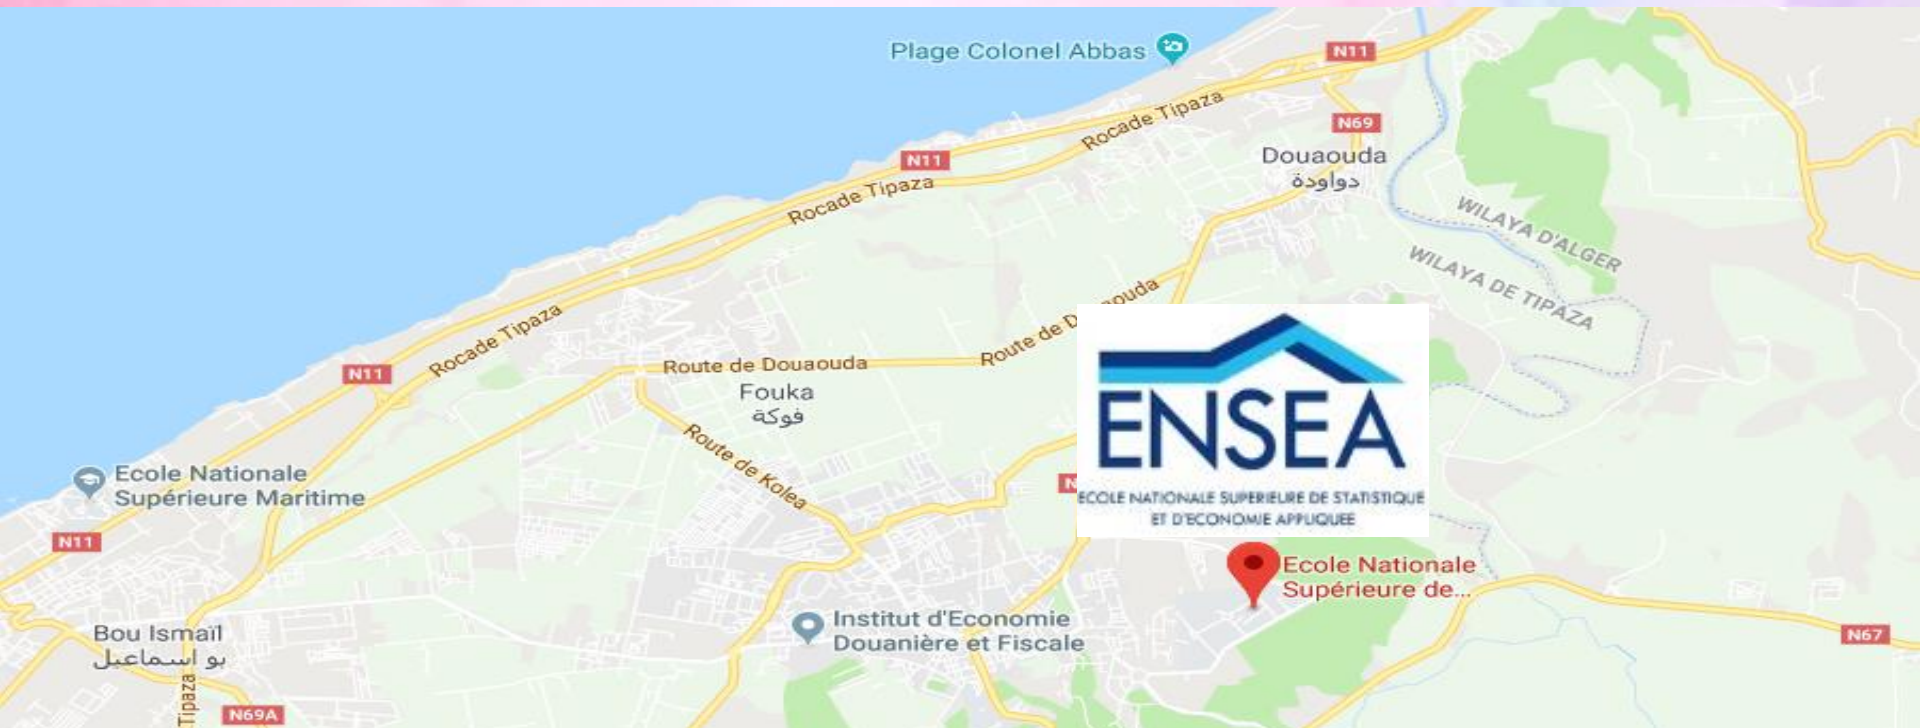 Plage Colonel Abbas
N11
Rocade Tipaza
N69
Douaouda
دواودة
N11
Rocade Tipaza
WILAYA D'ALGER
WILAYA DE TIPAZA
Rocade Tipaza
N11
Route de Douaouda
Route de D ouda
Fouka
فوكة
Route de Kolea
ENSEA
ECOLE NATIONALE SUPERIEURE DE STATISTIQUE
ET D'ECONOMIE APPLIQUEE
Ecole Nationale
Supérieure Maritime
N11
N
Ecole Nationale
Supérieure de...
Institut d'Economie
Douanière et Fiscale
Bou Ismaïl
بو اسماعيل
N67
Tipaza
N69A